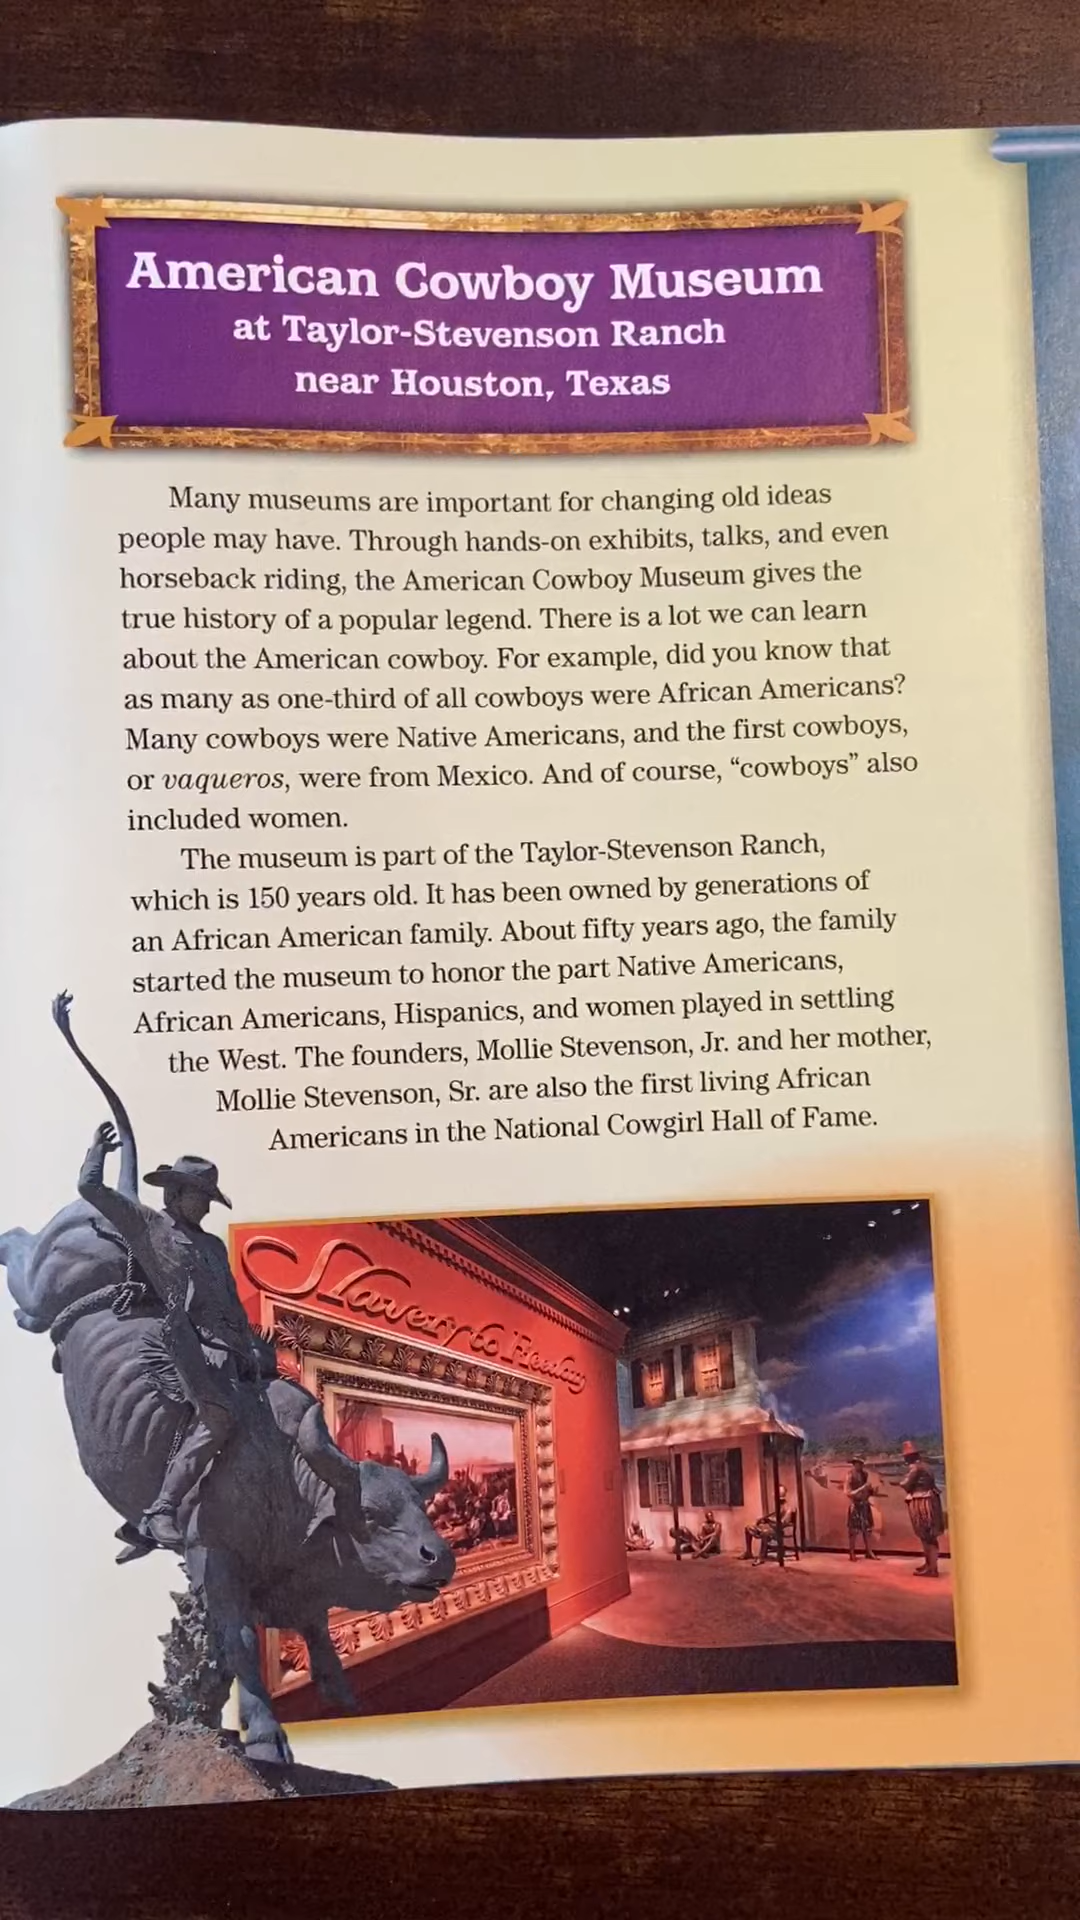 American Cowboy Museum
at Taylor-Stevenson Ranch
near Houston, Texas
Many museums are important for changing old ideas
people may have. Through hands-on exhibits, talks, and even
horseback riding, the American Cowboy Museum gives the
true history of a popular legend. There is a lot we can learn
about the American cowboy. For example, did you know that
as many as one-third of all cowboys were African Americans?
Many cowboys were Native Americans, and the first cowboys,
or vaqueros, were from Mexico. And of course, “cowboys” also
included women.
The museum is part of the Taylor-Stevenson Ranch,
which is 150 years old. It has been owned by generations of
an African American family. About fifty years ago, the family
started the museum to honor the part Native Americans,
African Americans, Hispanics, and women played in settling
the West. The founders, Mollie Stevenson, Jr. and her mother,
Mollie Stevenson, Sr. are also the first living African
Americans in the National Cowgirl Hall of Fame.
Slavery to Freedom